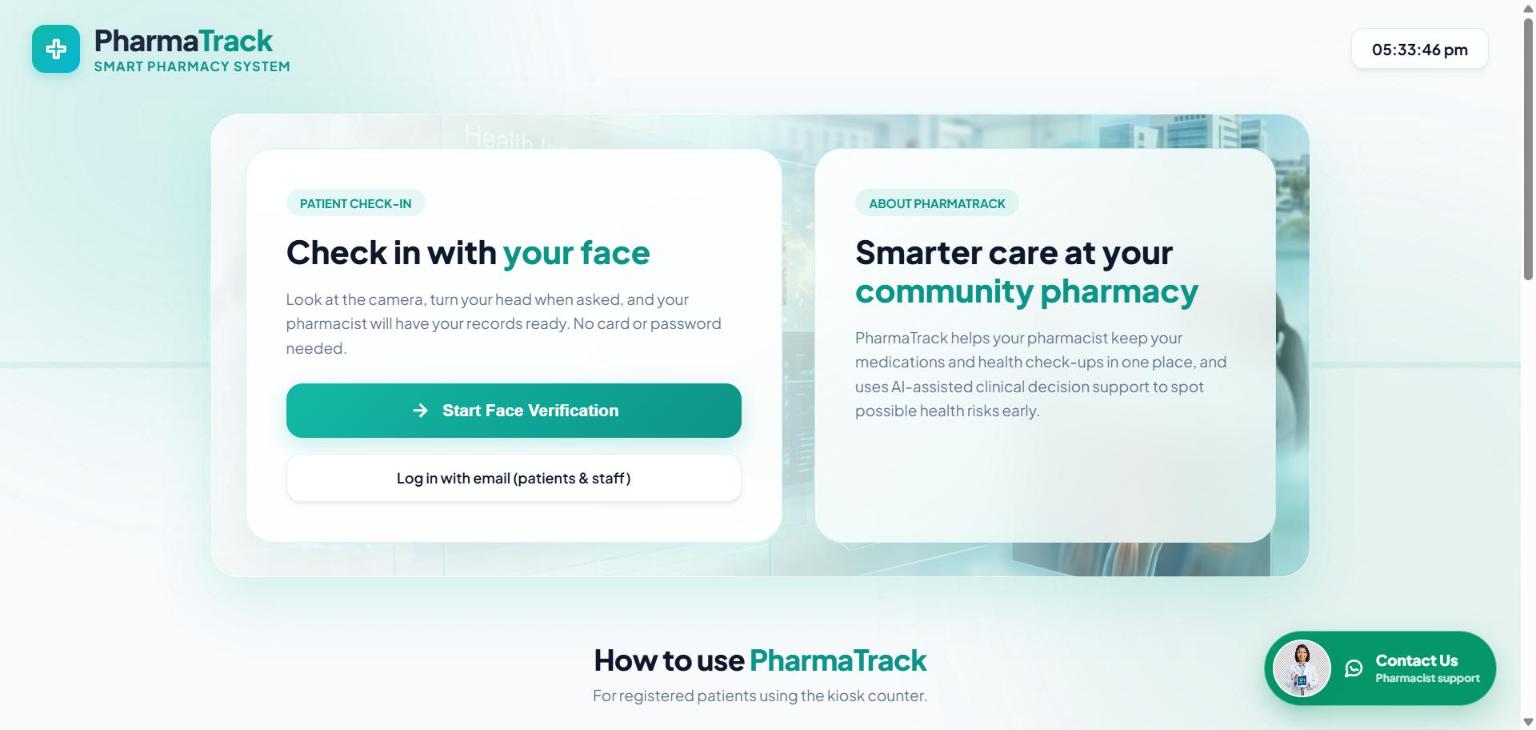 PharmaTrack
SMART PHARMACY SYSTEM
05:33:46 pm
PATIENT CHECK-IN
Check in with your face
Look at the camera, turn your head when asked, and your
pharmacist will have your records ready. No card or password
needed.
Start Face Verification
Log in with email (patients & staff)
ABOUT PHARMATRACK
Smarter care at your
community pharmacy
PharmaTrack helps your pharmacist keep your
medications and health check-ups in one place, and
uses AI-assisted clinical decision support to spot
possible health risks early.
How to use PharmaTrack
For registered patients using the kiosk counter.
Contact Us
Pharmacist support
Health